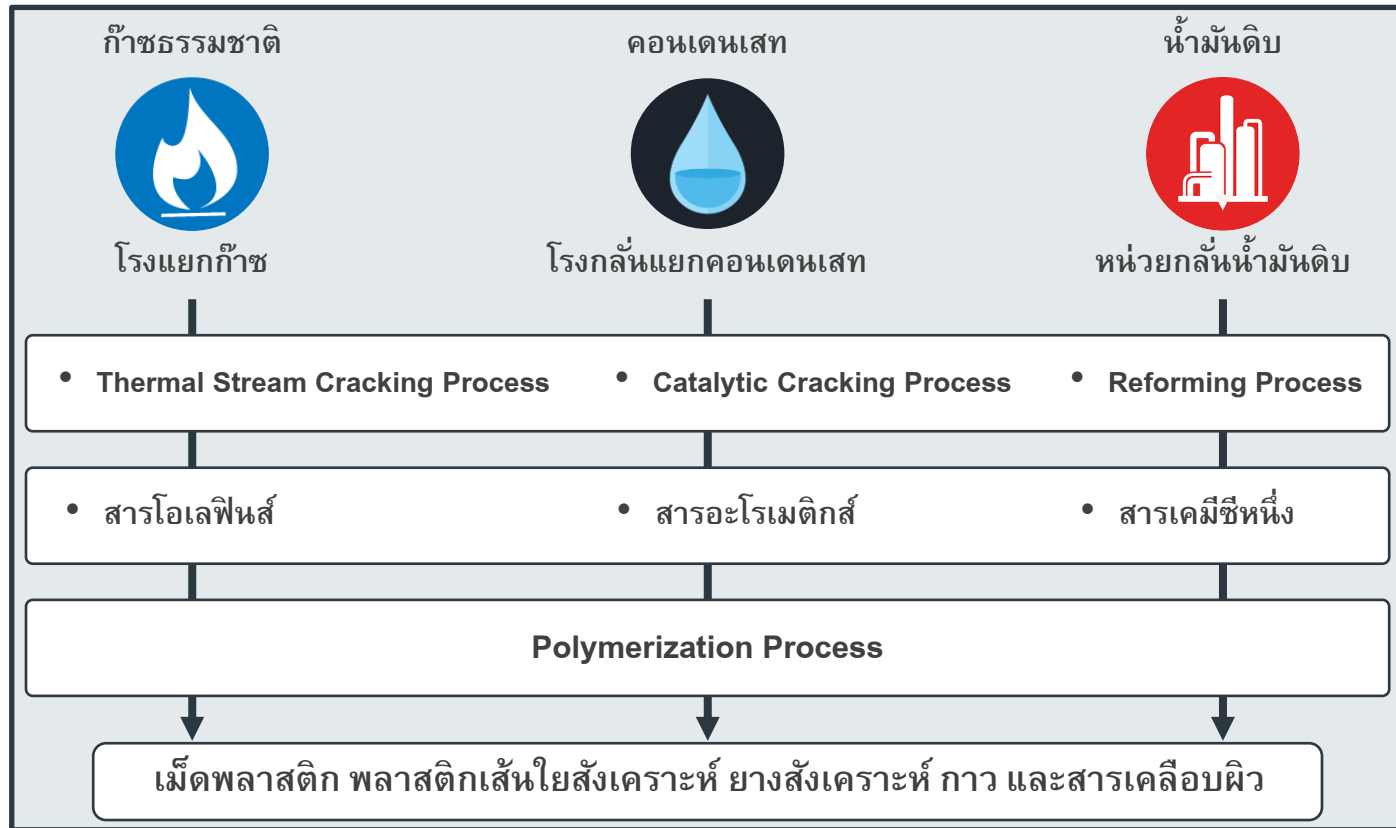 ก๊าซธรรมชาติ คอนเดนเสท น้ำมันดิบ
โรงแยกก๊าซ โรงกลั่นแยกคอนเดนเสท หน่วยกลั่นน้ำมันดิบ
• Thermal Stream Cracking Process • Catalytic Cracking Process • Reforming Process
• สารโอเลฟินส์ • สารอะโรเมติกส์ • สารเคมีซีหนึ่ง
Polymerization Process
เม็ดพลาสติก พลาสติกเส้นใยสังเคราะห์ ยางสังเคราะห์ กาว และสารเคลือบผิว